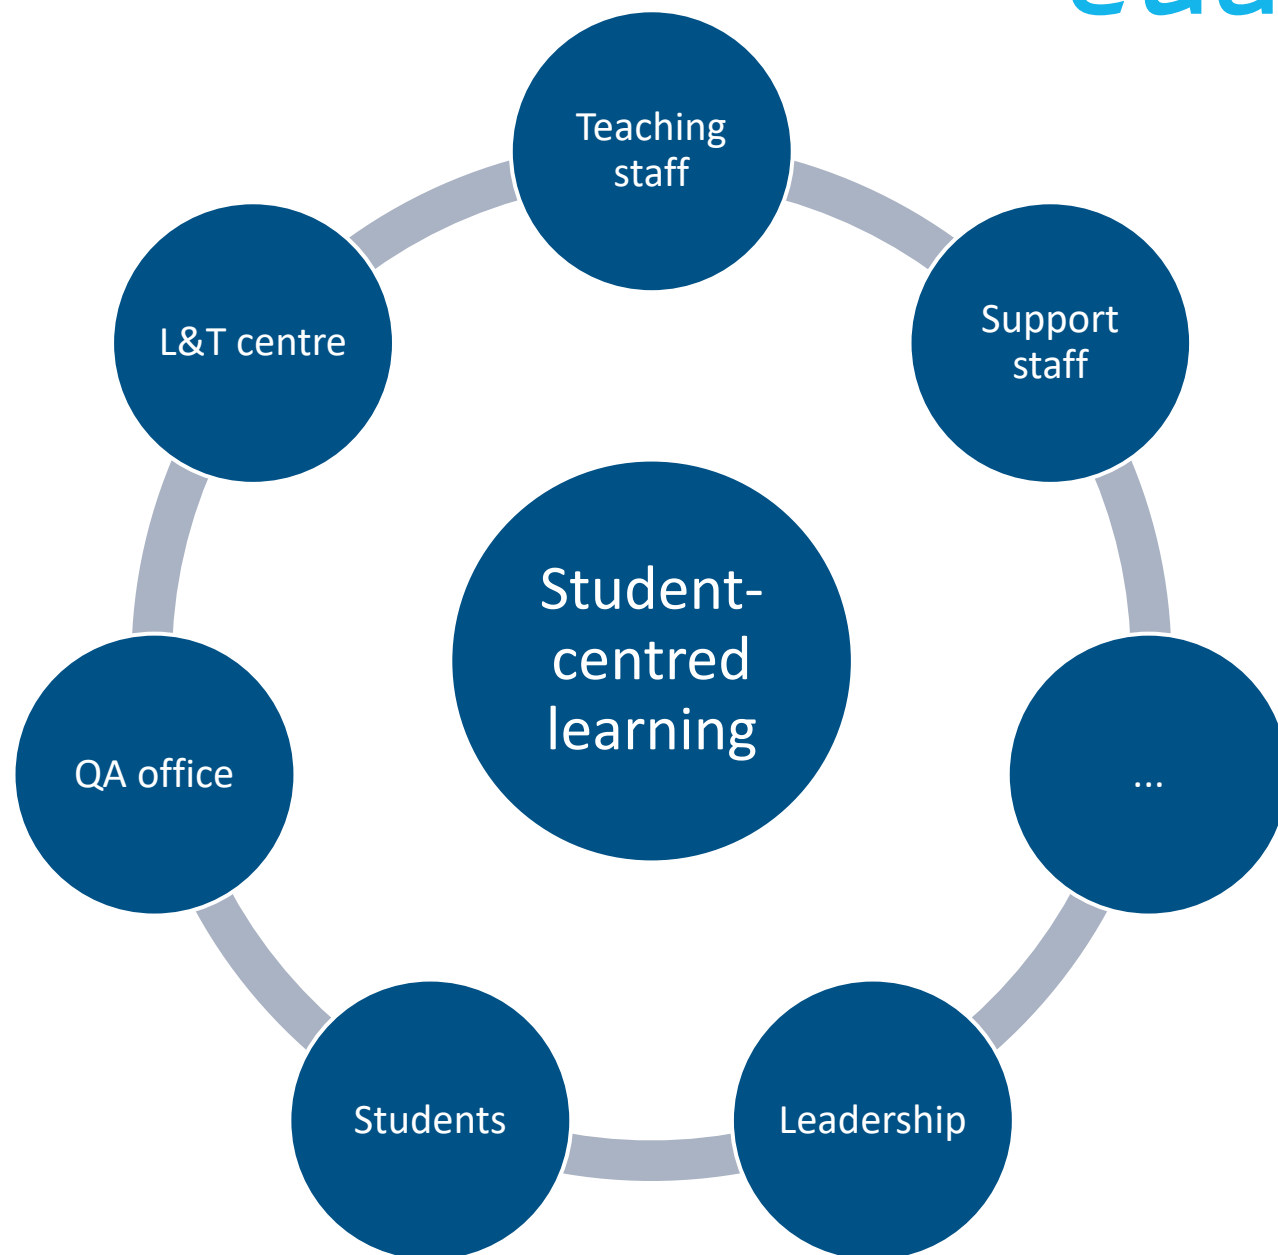 Teaching
staff
Support
staff
L&T centre
Student-
centred
learning
QA office
...
Students
Leadership